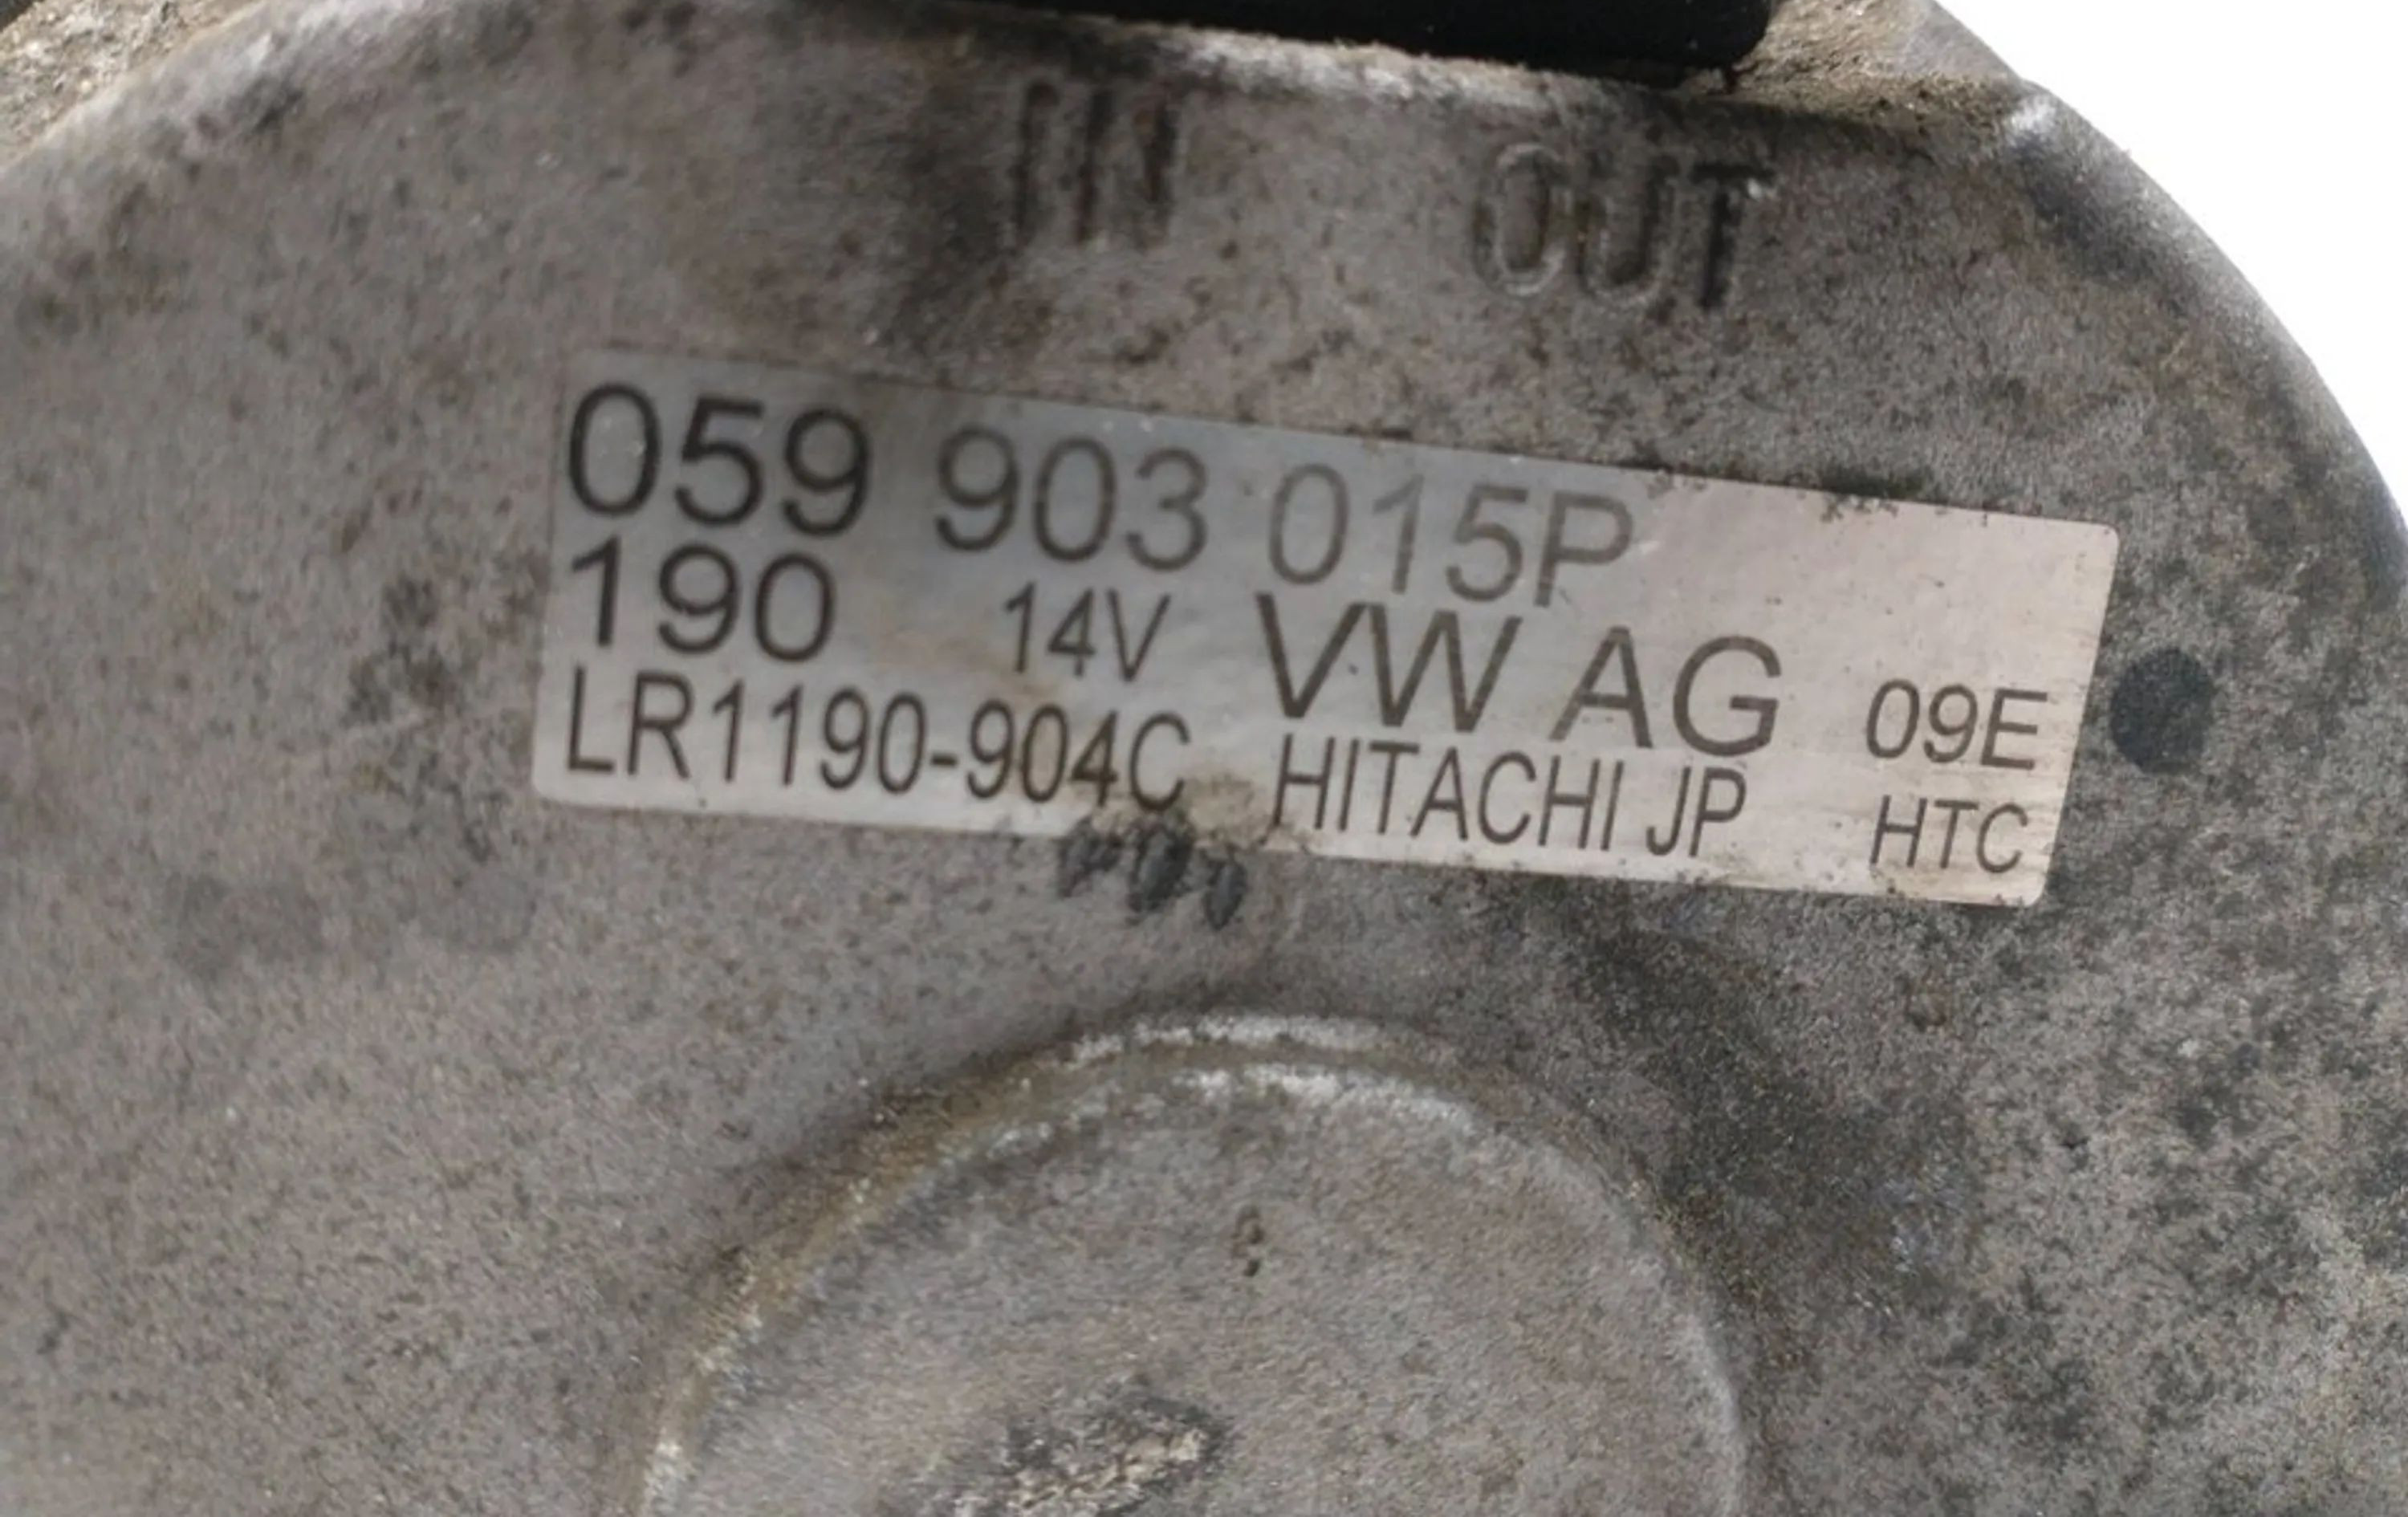 IN OUT
059 903 015P
190 14V VW AG 09E
LR1190-904C HITACHI JP HTC